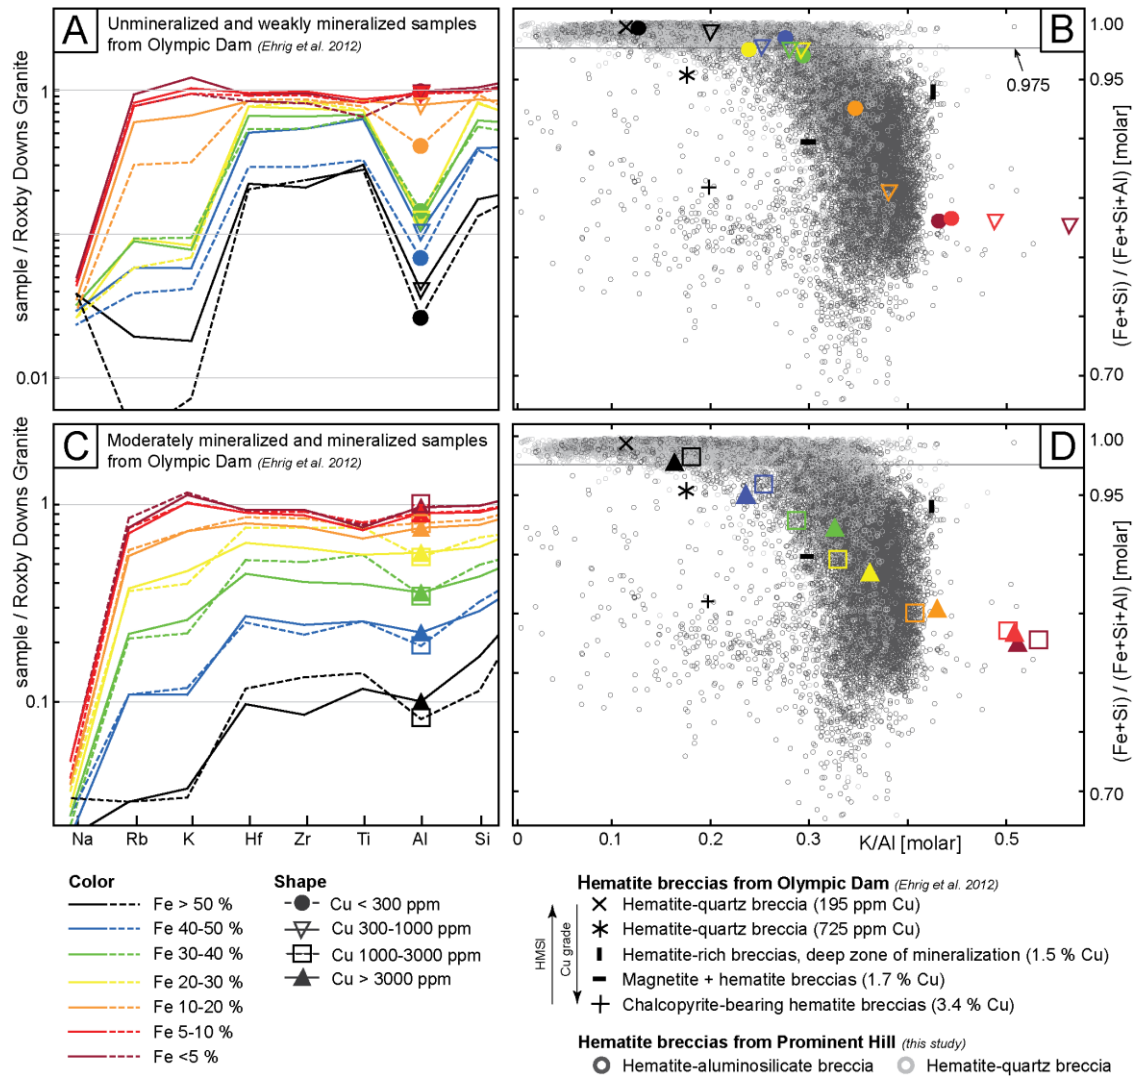 A
Unmineralized and weakly mineralized samples
from Olympic Dam (Ehrig et al. 2012)
sample / Roxby Downs Granite
1
0.01
B
1.00
0.975
0.95
0.70
(Fe+Si) / (Fe+Si+Al) [molar]
C
Moderately mineralized and mineralized samples
from Olympic Dam (Ehrig et al. 2012)
sample / Roxby Downs Granite
1
0.1
Na Rb K Hf Zr Ti Al Si
D
1.00
0.95
0.70
(Fe+Si) / (Fe+Si+Al) [molar]
0 0.1 0.2 0.3 0.4 0.5
K/Al [molar]
Color
Fe > 50 %
Fe 40-50 %
Fe 30-40 %
Fe 20-30 %
Fe 10-20 %
Fe 5-10 %
Fe <5 %
Shape
Cu < 300 ppm
Cu 300-1000 ppm
Cu 1000-3000 ppm
Cu > 3000 ppm
Hematite breccias from Olympic Dam (Ehrig et al. 2012)
HMSI
Cu grade
Hematite-quartz breccia (195 ppm Cu)
Hematite-quartz breccia (725 ppm Cu)
Hematite-rich breccias, deep zone of mineralization (1.5 % Cu)
Magnetite + hematite breccias (1.7 % Cu)
Chalcopyrite-bearing hematite breccias (3.4 % Cu)
Hematite breccias from Prominent Hill (this study)
Hematite-aluminosilicate breccia Hematite-quartz breccia